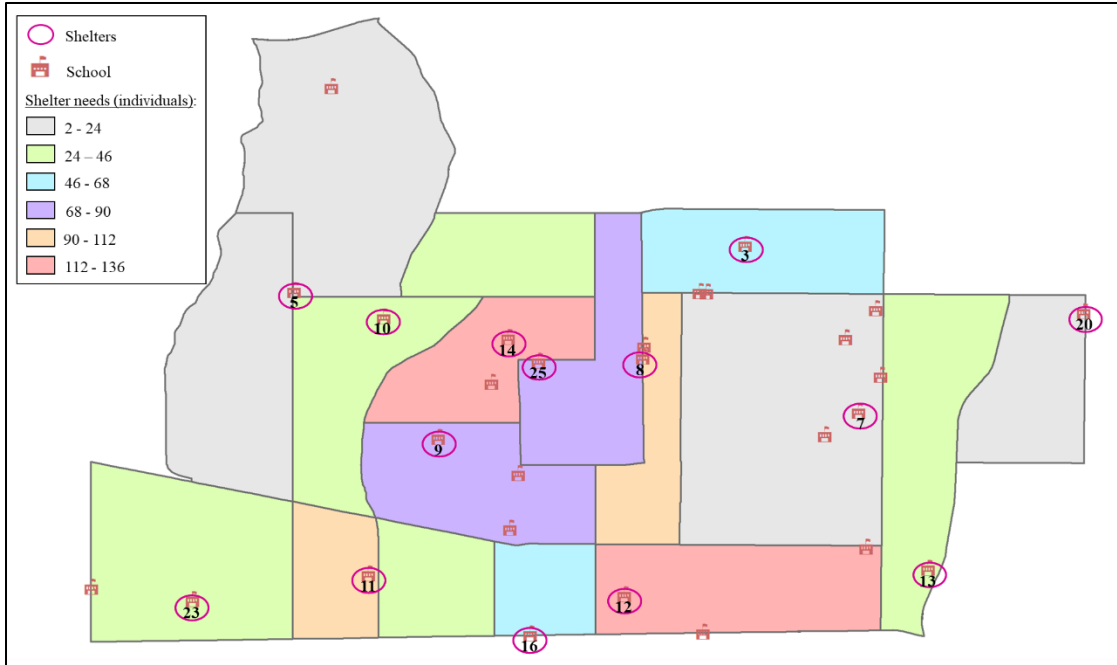 Shelters
School
Shelter needs (individuals):
2 - 24
24 – 46
46 - 68
68 - 90
90 - 112
112 - 136
3
5
20
10
14
25
8
7
9
11
13
12
23
16